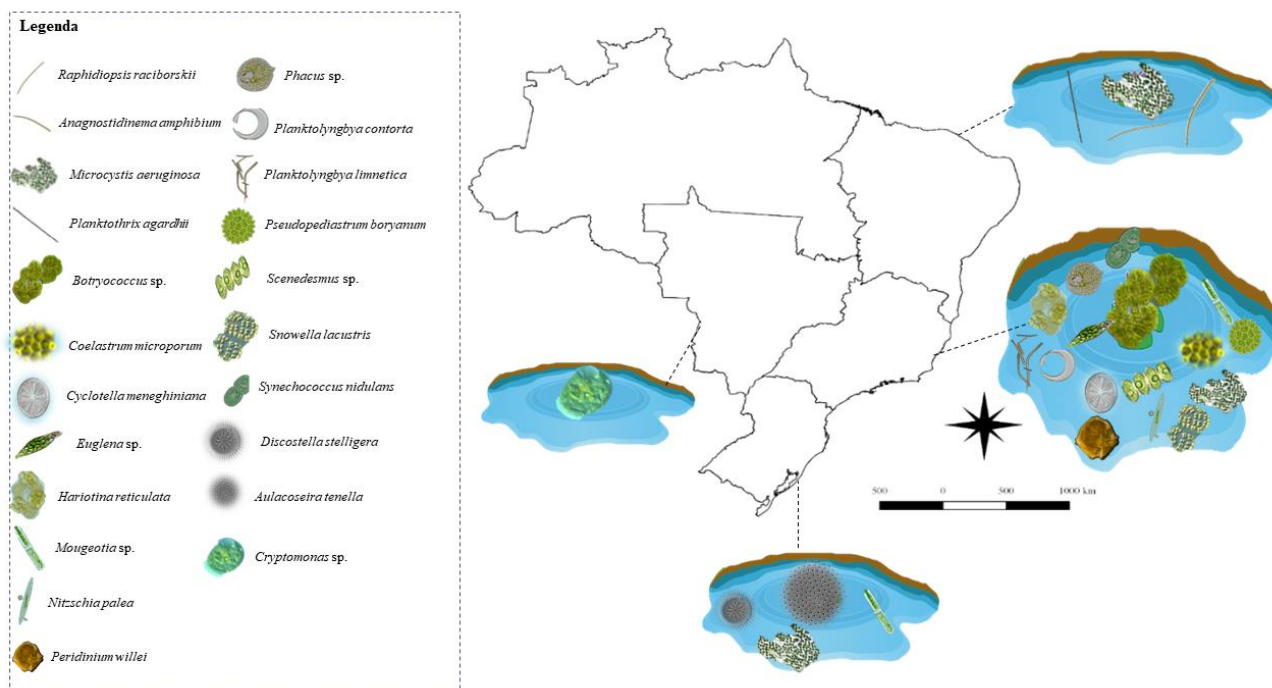 Legenda
Raphidiopsis raciborskii
Anagnostidinema amphibium
Microcystis aeruginosa
Planktothrix agardhii
Botryococcus sp.
Coelastrum microporum
Cyclotella meneghiniana
Euglena sp.
Hariotina reticulata
Mougeotia sp.
Nitzschia palea
Peridinium willei
Phacus sp.
Planktolyngbya contorta
Planktolyngbya limnetica
Pseudopediastrum boryanum
Scenedesmus sp.
Snowella lacustris
Synechococcus nidulans
Discostella stelligera
Aulacoseira tenella
Cryptomonas sp.
500 0 500 1000 km